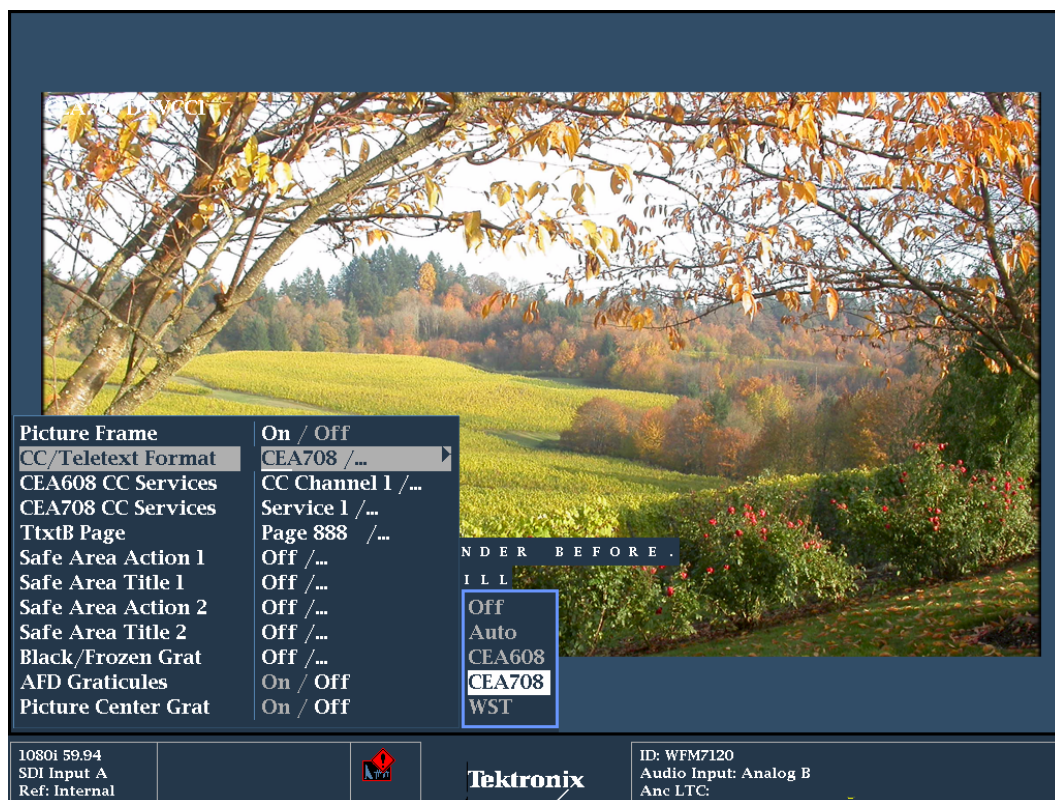 Picture Frame On / Off
CC/Teletext Format CEA708 /...
CEA608 CC Services CC Channel 1 /...
CEA708 CC Services Service 1 /...
TtxtB Page Page 888 /...
Safe Area Action 1 Off /...
Safe Area Title 1 Off /...
Safe Area Action 2 Off /...
Safe Area Title 2 Off /...
Black/Frozen Grat Off /...
AFD Graticules On / Off
Picture Center Grat On / Off
NDER BEFORE.
ILL
Off
Auto
CEA608
CEA708
WST
1080i 59.94
SDI Input A
Ref: Internal
Tektronix
ID: WFM7120
Audio Input: Analog B
Anc LTC: